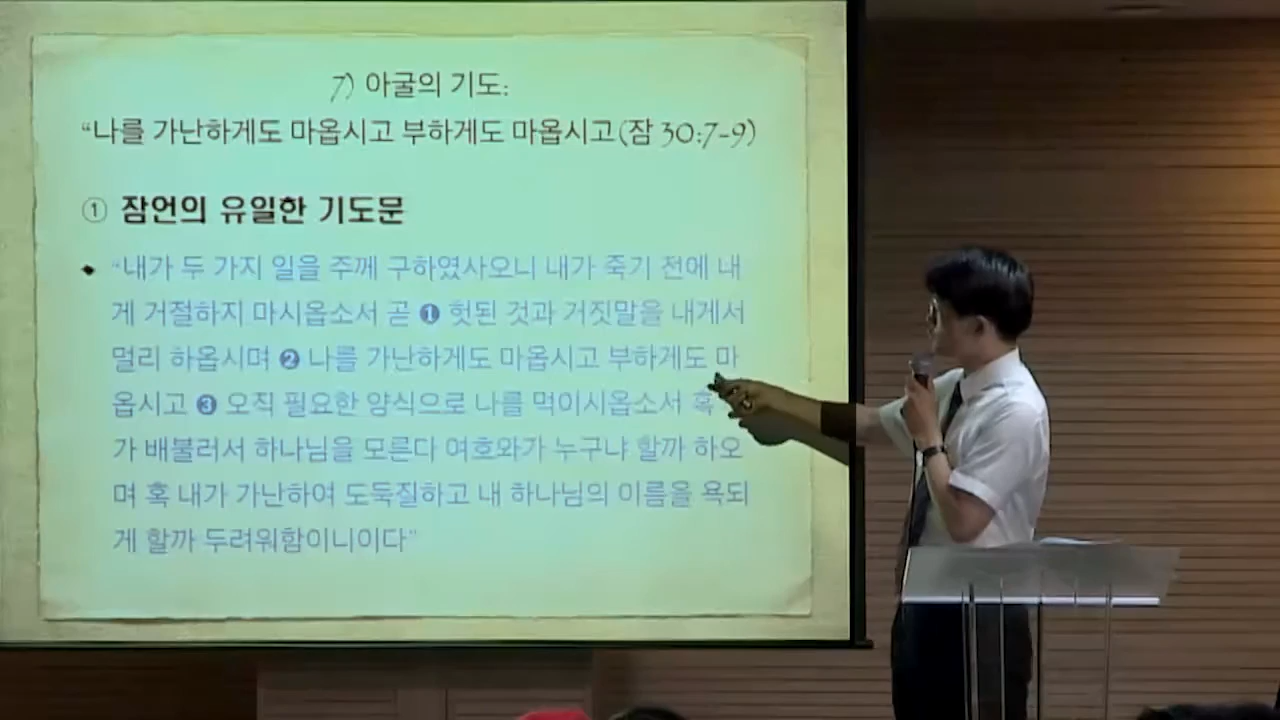 7) 아굴의 기도:
“나를 가난하게도 마옵시고 부하게도 마옵시고(잠 30:7-9)
① 잠언의 유일한 기도문
“내가 두 가지 일을 주께 구하였사오니 내가 죽기 전에 내
게 거절하지 마시옵소서 곧 ❶ 헛된 것과 거짓말을 내게서
멀리 하옵시며 ❷ 나를 가난하게도 마옵시고 부하게도 마
옵시고 ❸ 오직 필요한 양식으로 나를 먹이시옵소서 혹
가 배불러서 하나님을 모른다 여호와가 누구냐 할까 하오
며 혹 내가 가난하여 도둑질하고 내 하나님의 이름을 욕되
게 할까 두려워함이니이다”